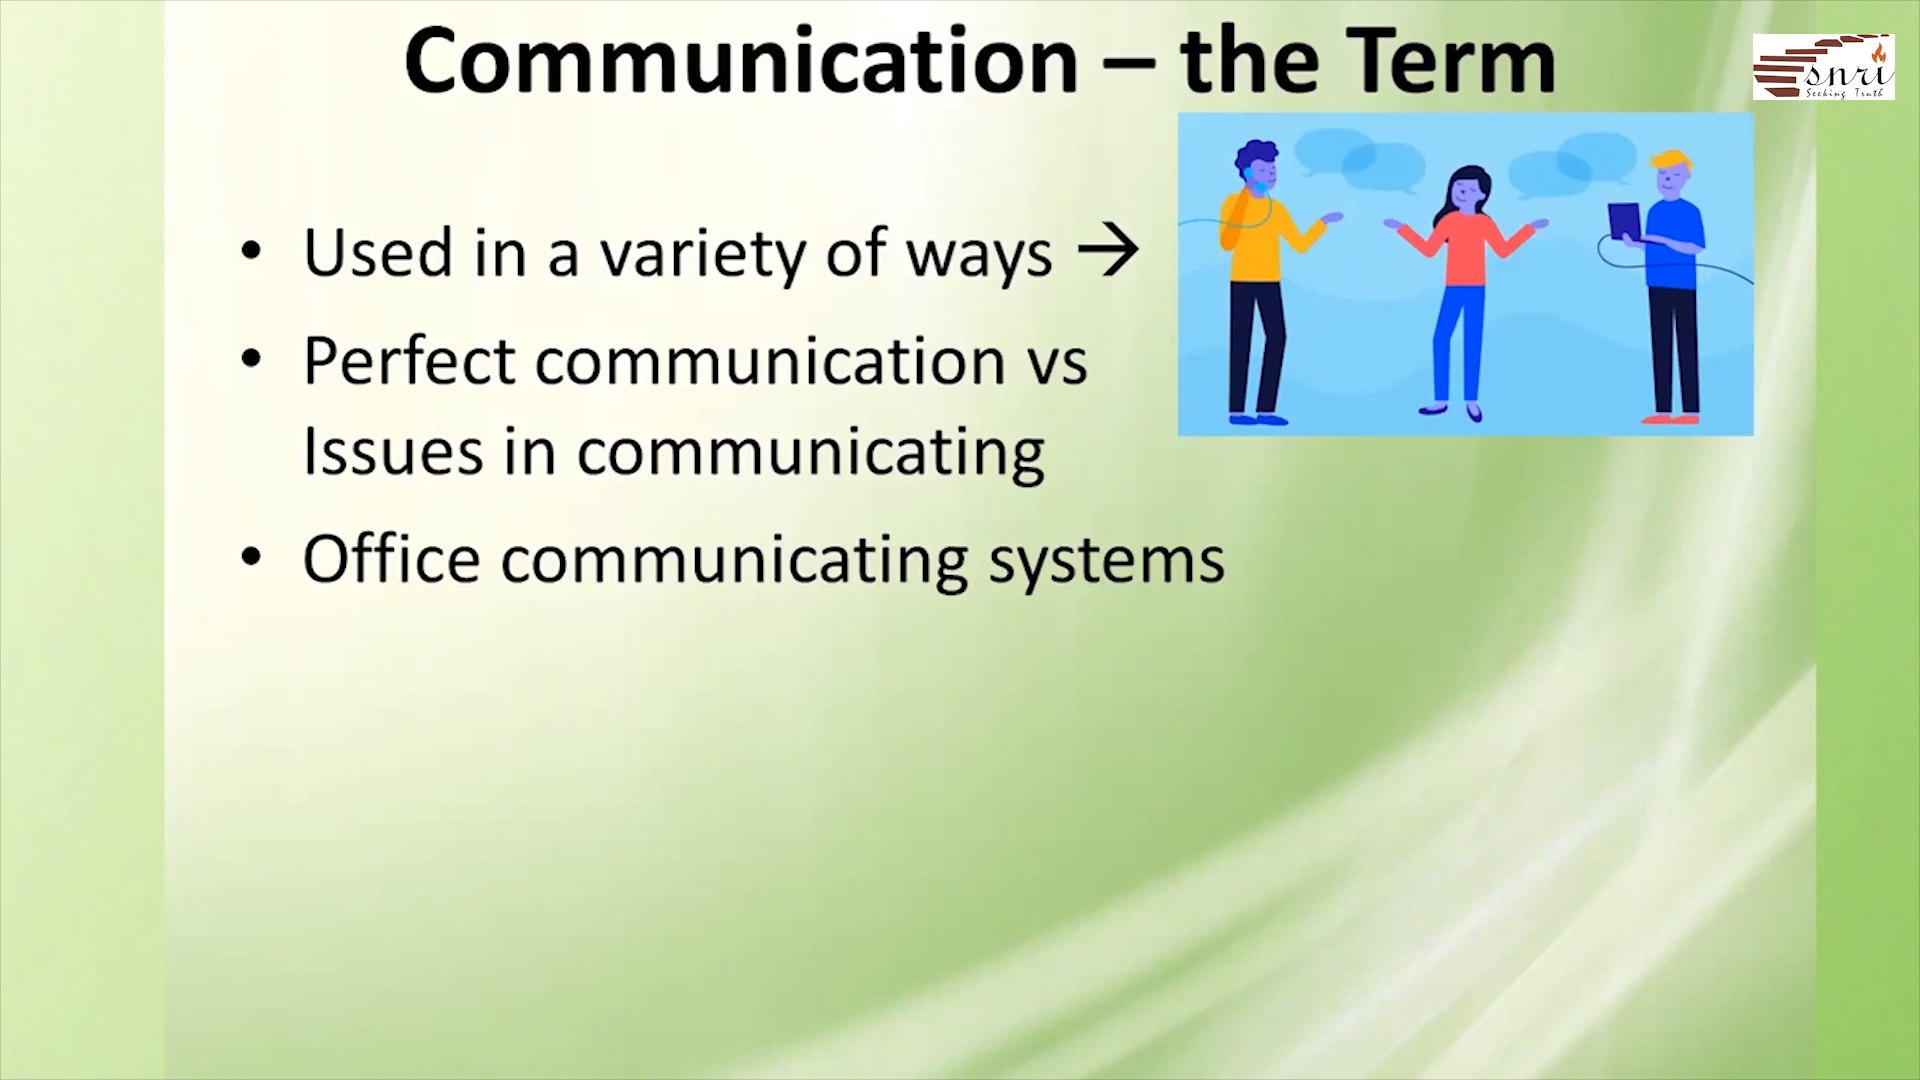 Communication – the Term
snri
Seeking Truth
• Used in a variety of ways →
• Perfect communication vs
Issues in communicating
• Office communicating systems